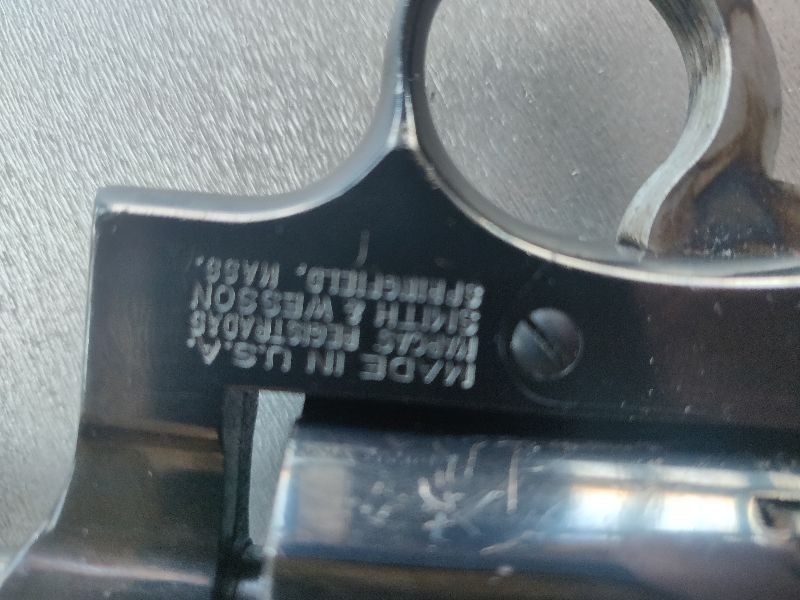 MADE IN U.S.A.
MARCAS REGISTRADAS
SMITH & WESSON
SPRINGFIELD, MASS.